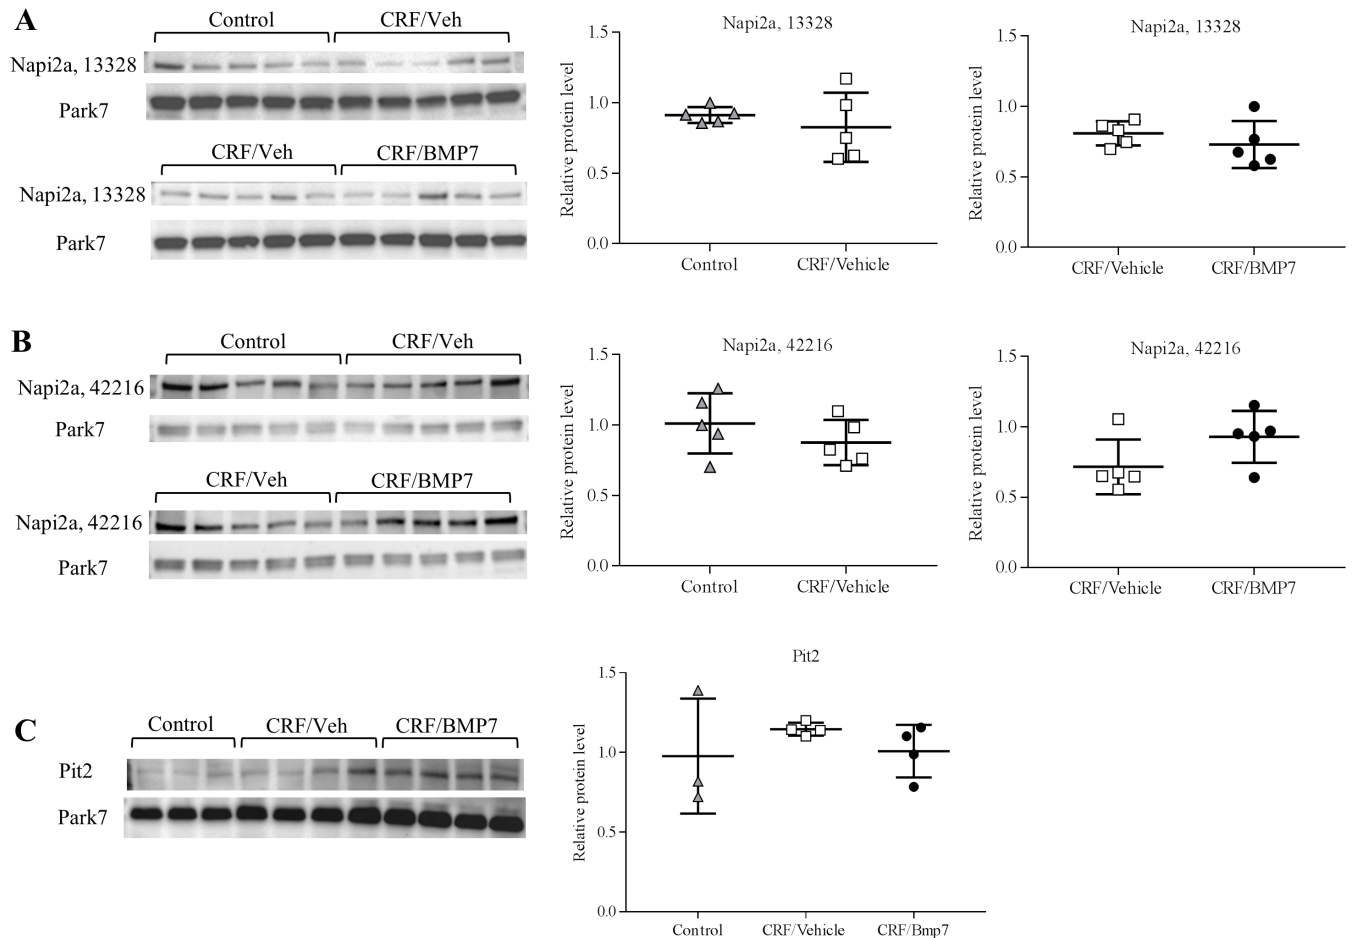 A
Control
CRF/Veh
Napi2a, 13328
Park7
CRF/Veh
CRF/BMP7
Napi2a, 13328
Park7
Napi2a, 13328
Relative protein level
1.5
1.0
0.5
0.0
Control
CRF/Vehicle
Napi2a, 13328
Relative protein level
1.5
1.0
0.5
0.0
CRF/Vehicle
CRF/BMP7
B
Control
CRF/Veh
Napi2a, 42216
Park7
CRF/Veh
CRF/BMP7
Napi2a, 42216
Park7
Napi2a, 42216
Relative protein level
1.5
1.0
0.5
0.0
Control
CRF/Vehicle
Napi2a, 42216
Relative protein level
1.5
1.0
0.5
0.0
CRF/Vehicle
CRF/BMP7
C
Control
CRF/Veh
CRF/BMP7
Pit2
Park7
Pit2
Relative protein level
1.5
1.0
0.5
0.0
Control
CRF/Vehicle
CRF/Bmp7